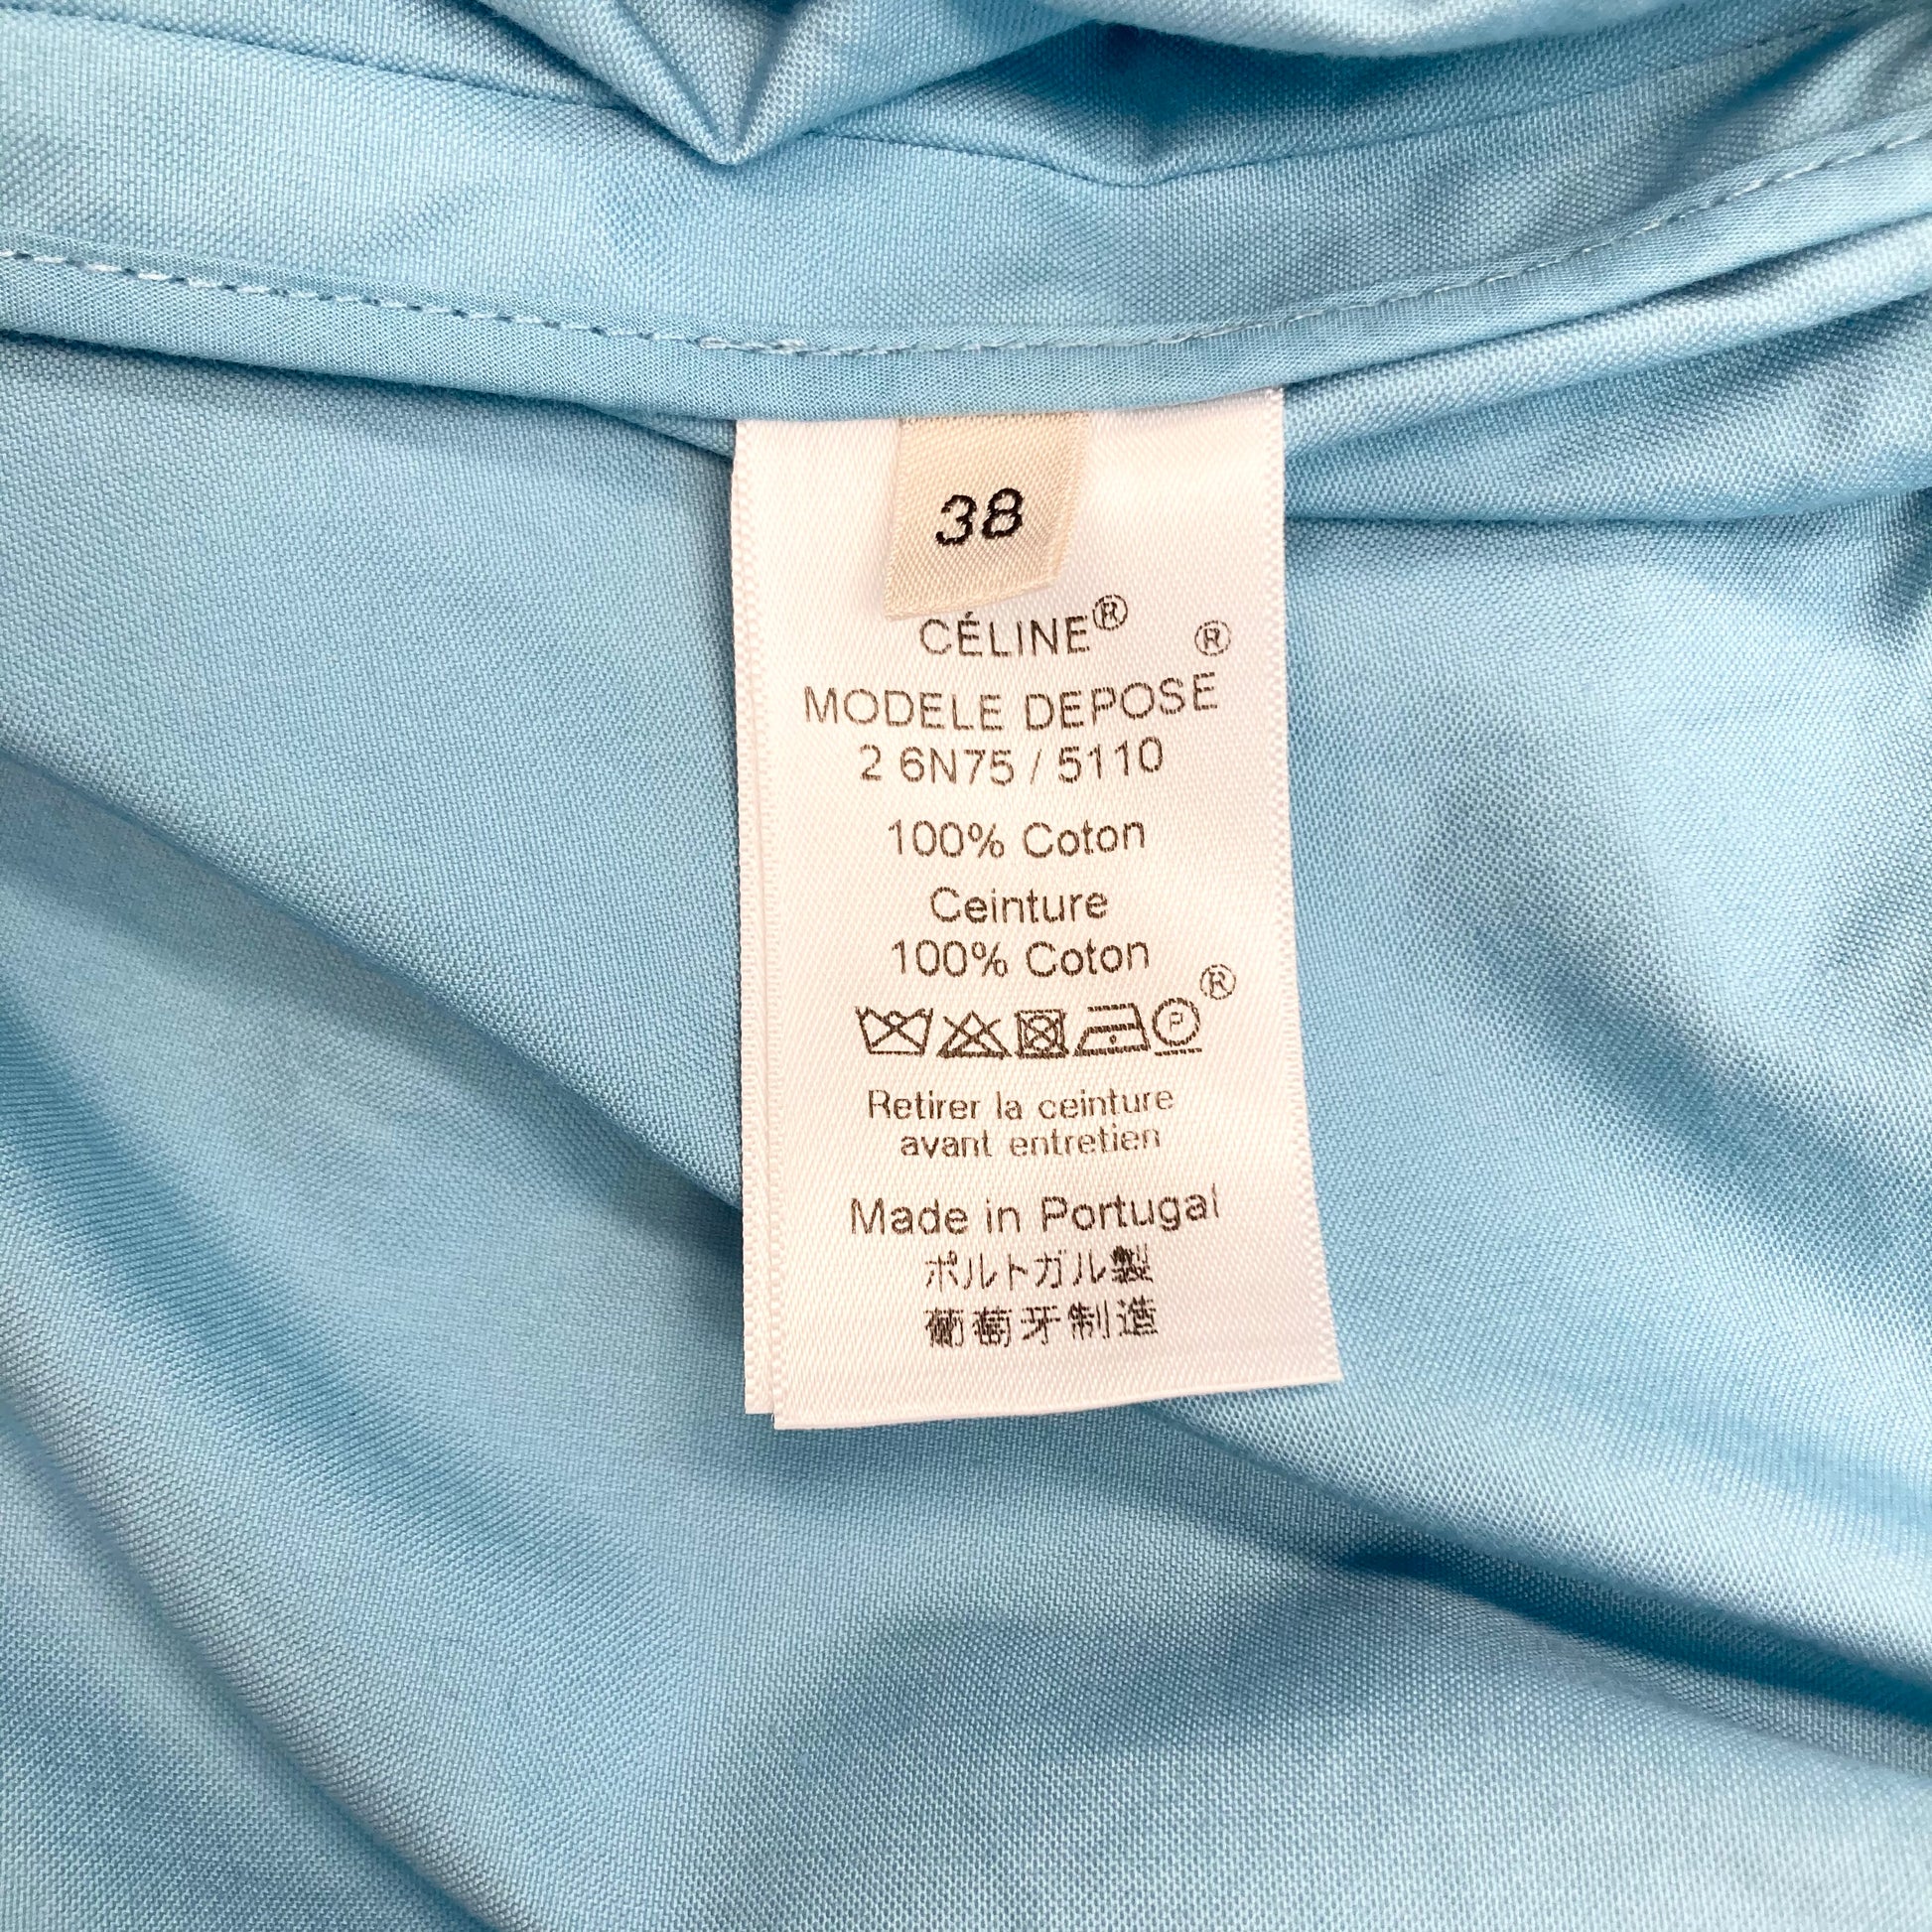 38
CÉLINE®
®
MODELE DEPOSE
2 6N75 / 5110
100% Coton
Ceinture
100% Coton
P ®
Retirer la ceinture
avant entretien
Made in Portugal
ポルトガル製
葡萄牙制造